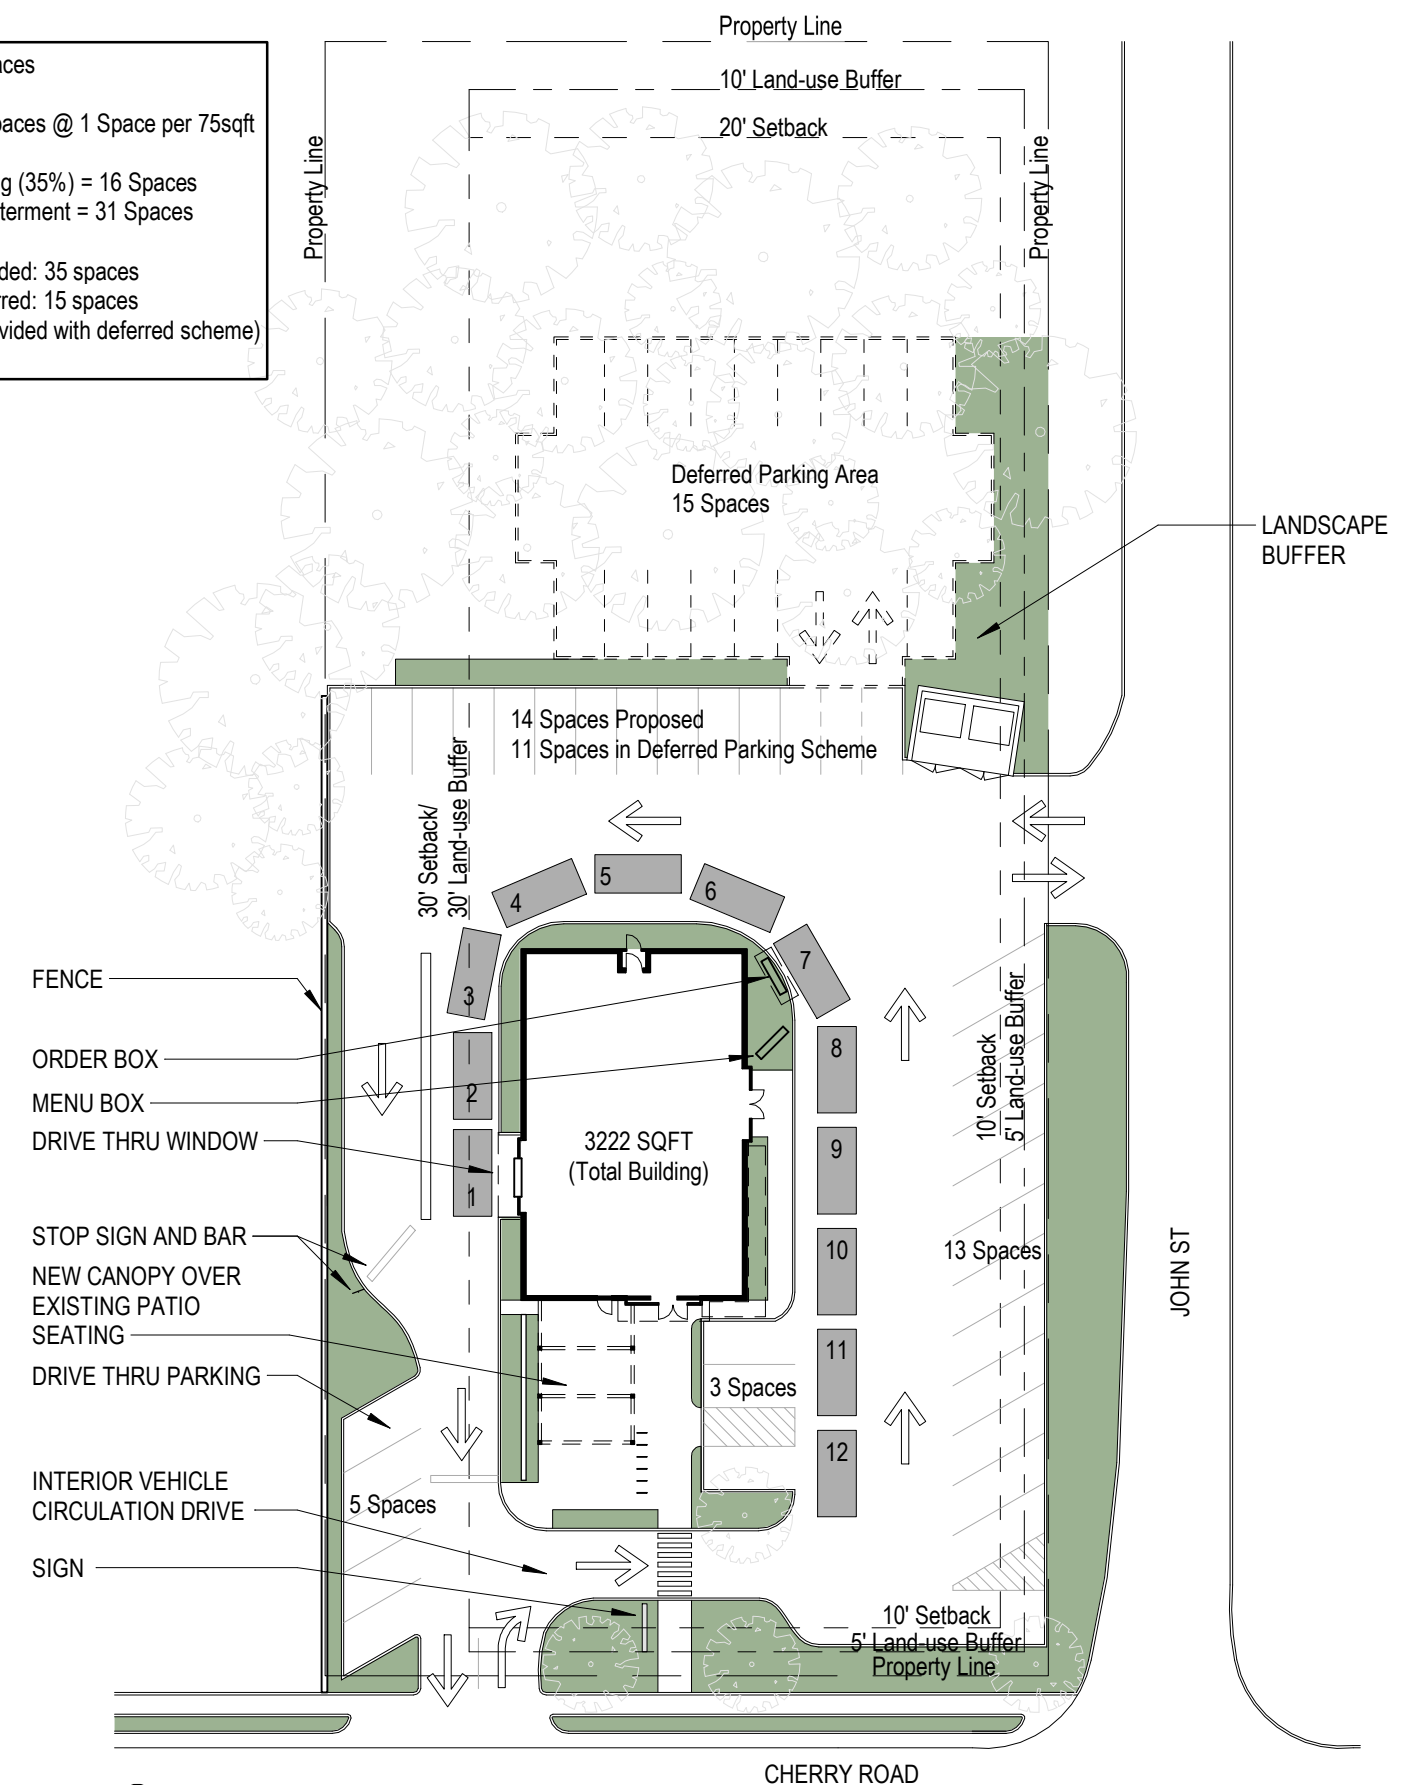 Property Line
10' Land-use Buffer
20' Setback
@ 1 Space per 75sqft
(35%) = 16 Spaces
= 31 Spaces
35 spaces
15 spaces
with deferred scheme)
Property Line
Property Line
Deferred Parking Area
15 Spaces
LANDSCAPE
BUFFER
14 Spaces Proposed
11 Spaces in Deferred Parking Scheme
30' Setback/
30' Land-use Buffer
5
4
6
7
3
8
2
9
1
10
11
12
FENCE
ORDER BOX
MENU BOX
DRIVE THRU WINDOW
STOP SIGN AND BAR
NEW CANOPY OVER
EXISTING PATIO
SEATING
DRIVE THRU PARKING
INTERIOR VEHICLE
CIRCULATION DRIVE
SIGN
3222 SQFT
(Total Building)
10' Setback
5' Land-use Buffer
13 Spaces
3 Spaces
5 Spaces
JOHN ST
10' Setback
5' Land-use Buffer
Property Line
CHERRY ROAD